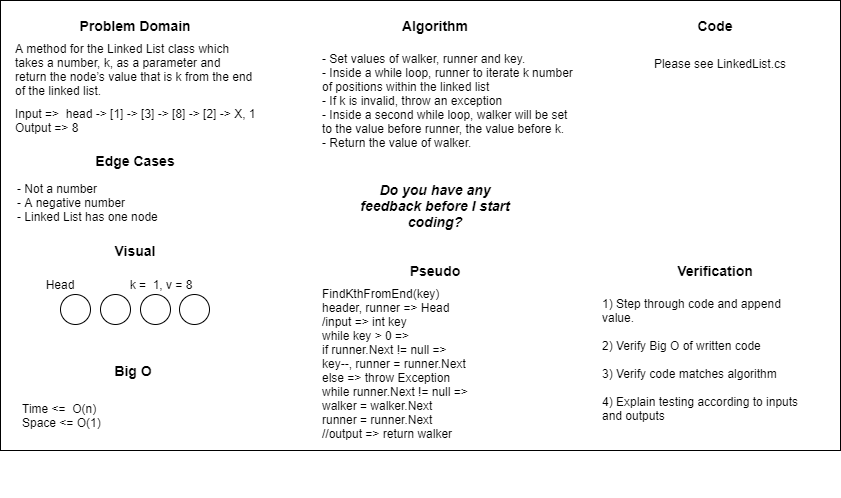 Problem Domain
A method for the Linked List class which
takes a number, k, as a parameter and
return the node's value that is k from the end
of the linked list.
Input =>  head -> [1] -> [3] -> [8] -> [2] -> X, 1
Output => 8
Edge Cases
- Not a number
- A negative number
- Linked List has one node
Visual
Head k =  1, v = 8
Big O
Time <=  O(n)
Space <= O(1)
Algorithm
- Set values of walker, runner and key.
- Inside a while loop, runner to iterate k number
of positions within the linked list
- If k is invalid, throw an exception
- Inside a second while loop, walker will be set
to the value before runner, the value before k.
- Return the value of walker.
Do you have any
feedback before I start
coding?
Pseudo
FindKthFromEnd(key)
header, runner => Head
/input => int key
while key > 0 =>
if runner.Next != null =>
key--, runner = runner.Next
else => throw Exception
while runner.Next != null =>
walker = walker.Next
runner = runner.Next
//output => return walker
Code
Please see LinkedList.cs
Verification
1) Step through code and append
value.
2) Verify Big O of written code
3) Verify code matches algorithm
4) Explain testing according to inputs
and outputs